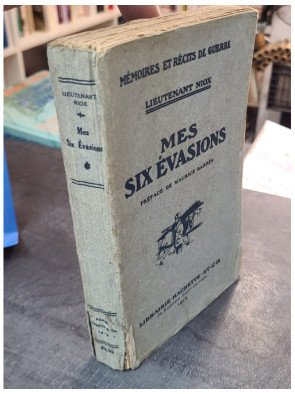 MÉMOIRES ET RÉCITS DE GUERRE
LIEUTENANT NIOX
MES
SIX ÉVASIONS
PRÉFACE DE MAURICE BARRÈS
LIBRAIRIE HACHETTE ET Cie
LIEUTENANT
NIOX
Mes
Six Évasions